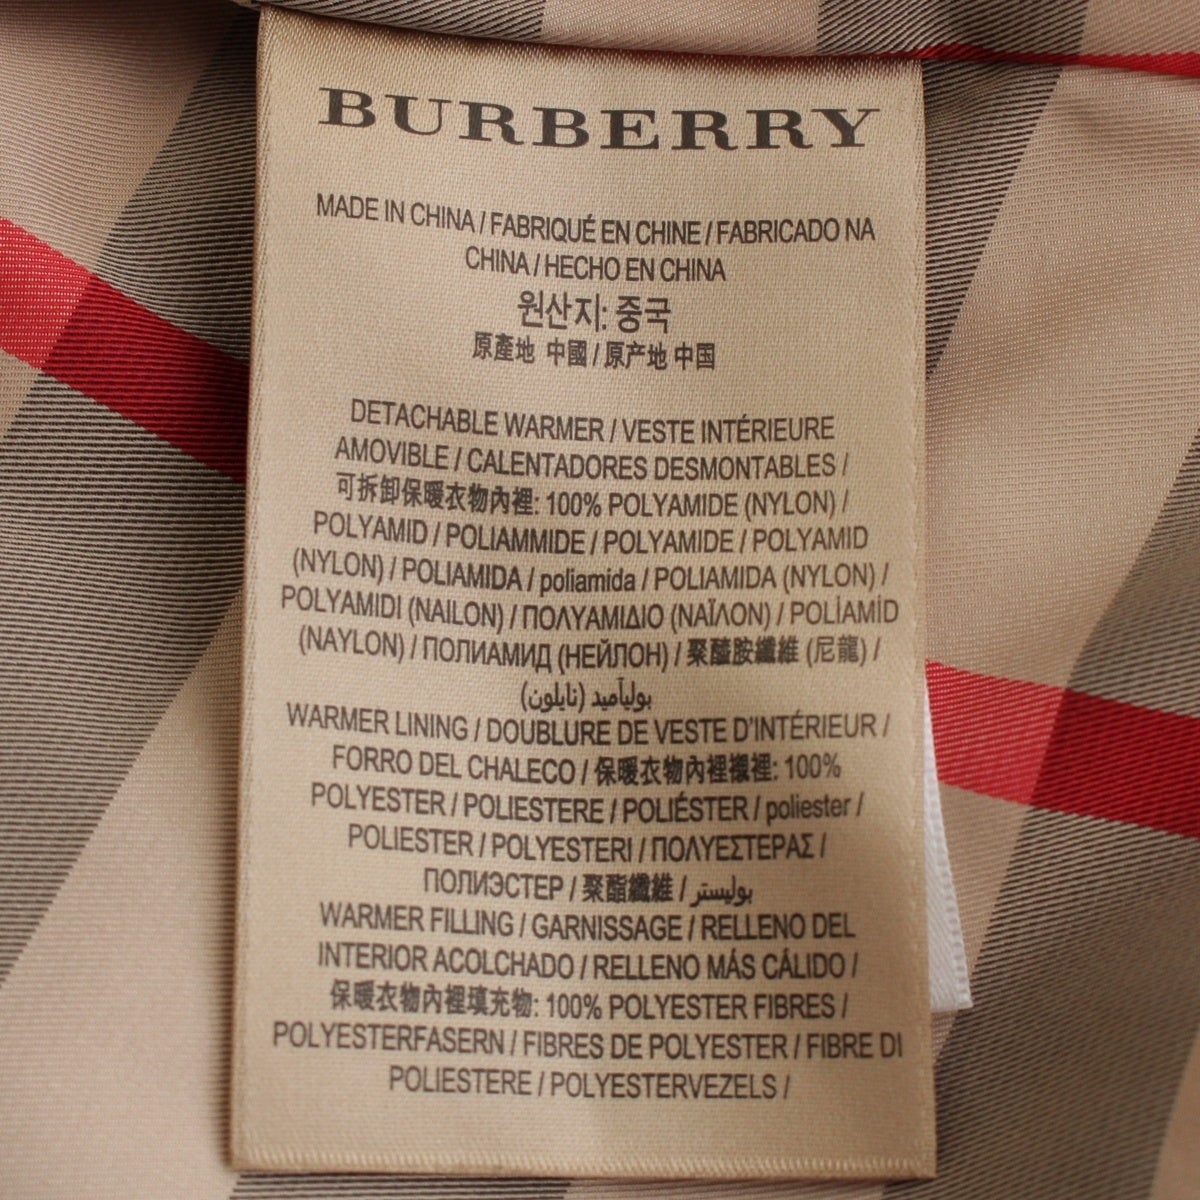 BURBERRY
MADE IN CHINA / FABRIQUÉ EN CHINE / FABRICADO NA
CHINA / HECHO EN CHINA
원산지: 중국
原產地 中國 / 原产地 中国
DETACHABLE WARMER / VESTE INTÉRIEURE
AMOVIBLE / CALENTADORES DESMONTABLES /
可拆卸保暖衣物內裡: 100% POLYAMIDE (NYLON) /
POLYAMID / POLIAMMIDE / POLYAMIDE / POLYAMID
(NYLON) / POLIAMIDA / poliamida / POLIAMIDA (NYLON) /
POLYAMIDI (NAILON) / ΠΟΛΥΑΜΙΔΙΟ (ΝΑΪΛΟΝ) / POLİAMİD
(NAYLON) / ПОЛИАМИД (НЕЙЛОН) / 聚醯胺纖維 (尼龍) /
بوليآميد (نايلون)
WARMER LINING / DOUBLURE DE VESTE D'INTÉRIEUR /
FORRO DEL CHALECO / 保暖衣物內裡襯裡: 100%
POLYESTER / POLIESTERE / POLIÉSTER / poliester /
POLIESTER / POLYESTERI / ΠΟΛΥΕΣΤΕΡΑΣ /
ПОЛИЭСТЕР / 聚酯纖維 / بوليستر
WARMER FILLING / GARNISSAGE / RELLENO DEL
INTERIOR ACOLCHADO / RELLENO MÁS CÁLIDO /
保暖衣物內裡填充物: 100% POLYESTER FIBRES /
POLYESTERFASERN / FIBRES DE POLYESTER / FIBRE DI
POLIESTERE / POLYESTERVEZELS /